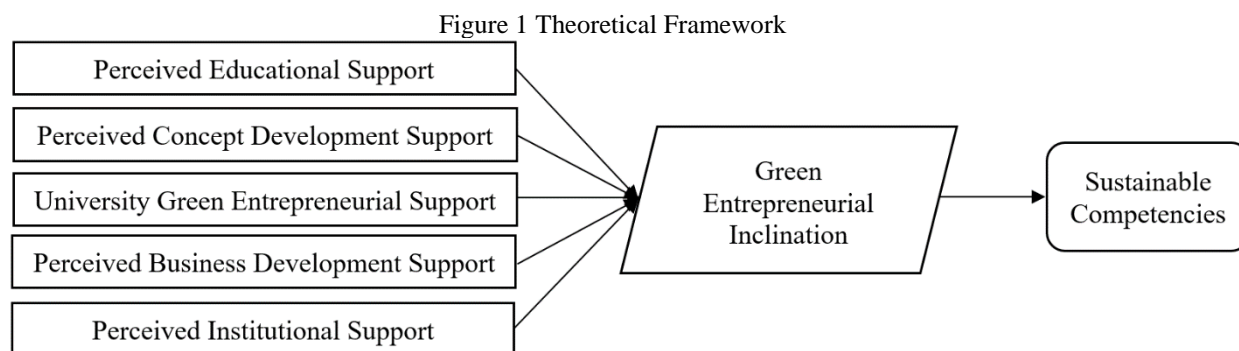 Figure 1 Theoretical Framework
Perceived Educational Support
Perceived Concept Development Support
University Green Entrepreneurial Support
Perceived Business Development Support
Perceived Institutional Support
Green
Entrepreneurial
Inclination
Sustainable
Competencies